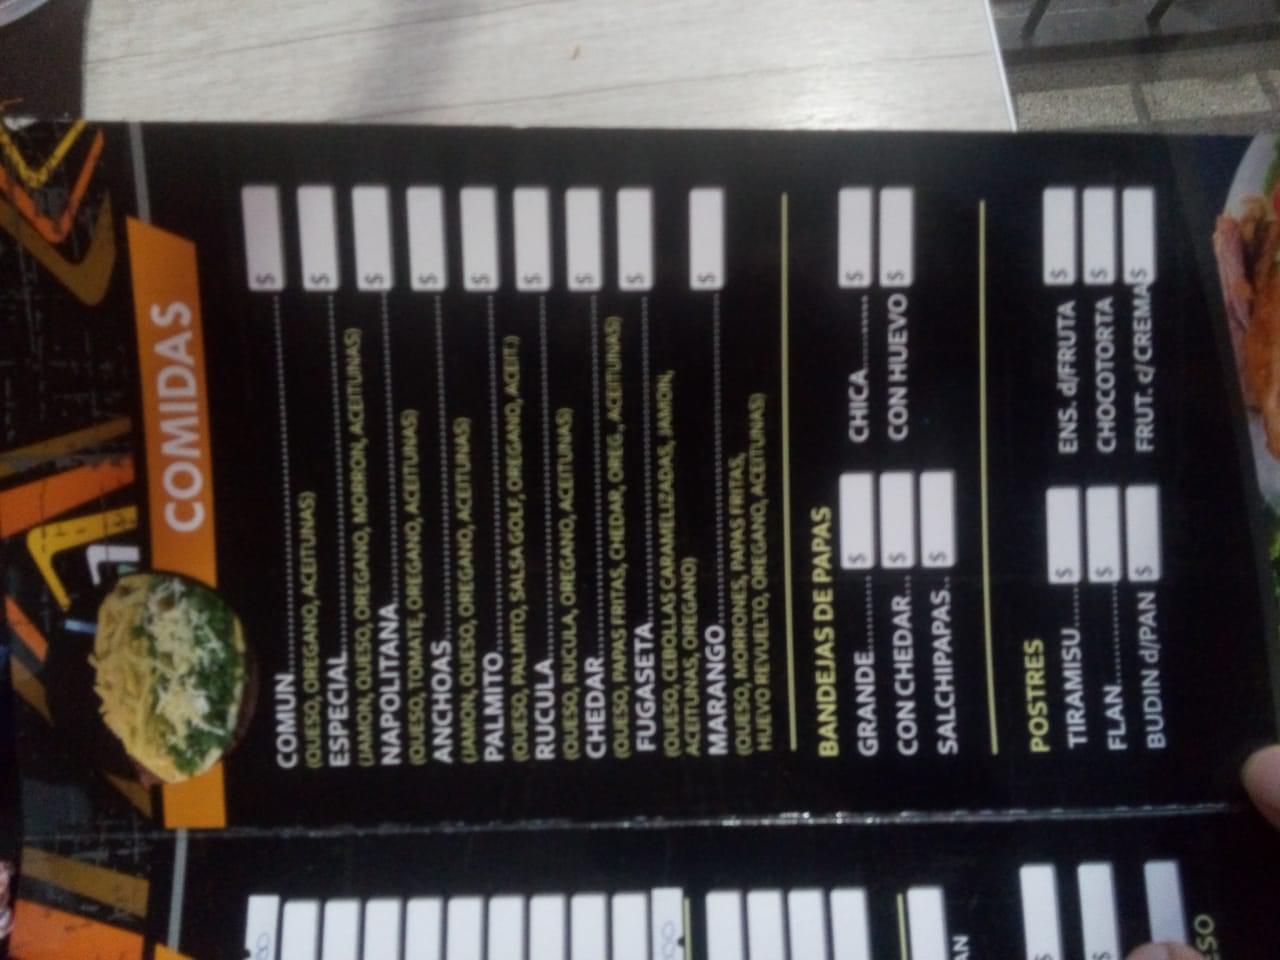 COMIDAS
COMUN........ $
(QUESO, OREGANO, ACEITUNAS)
ESPECIAL........ $
(JAMON, QUESO, OREGANO, MORRON, ACEITUNAS)
NAPOLITANA........ $
(QUESO, TOMATE, OREGANO, ACEITUNAS)
ANCHOAS........ $
(JAMON, QUESO, OREGANO, ACEITUNAS)
PALMITO........ $
(QUESO, PALMITO, SALSA GOLF, OREGANO, ACEIT.)
RUCULA........ $
(QUESO, RUCULA, OREGANO, ACEITUNAS)
CHEDAR........ $
(QUESO, PAPAS FRITAS, CHEDAR, OREG., ACEITUNAS)
FUGASETA........ $
(QUESO, CEBOLLAS CARAMELIZADAS, JAMON,
ACEITUNAS, OREGANO)
MARANGO........ $
(QUESO, MORRONES, PAPAS FRITAS,
HUEVO REVUELTO, OREGANO, ACEITUNAS)
BANDEJAS DE PAPAS
GRANDE........... $ CHICA.......... $
CON CHEDAR... $ CON HUEVO $
SALCHIPAPAS.. $
POSTRES
TIRAMISU...... $ ENS. d/FRUTA $
FLAN.............. $ CHOCOTORTA $
BUDIN d/PAN $ FRUT. c/ CREMA $
AN
$
$
ESO